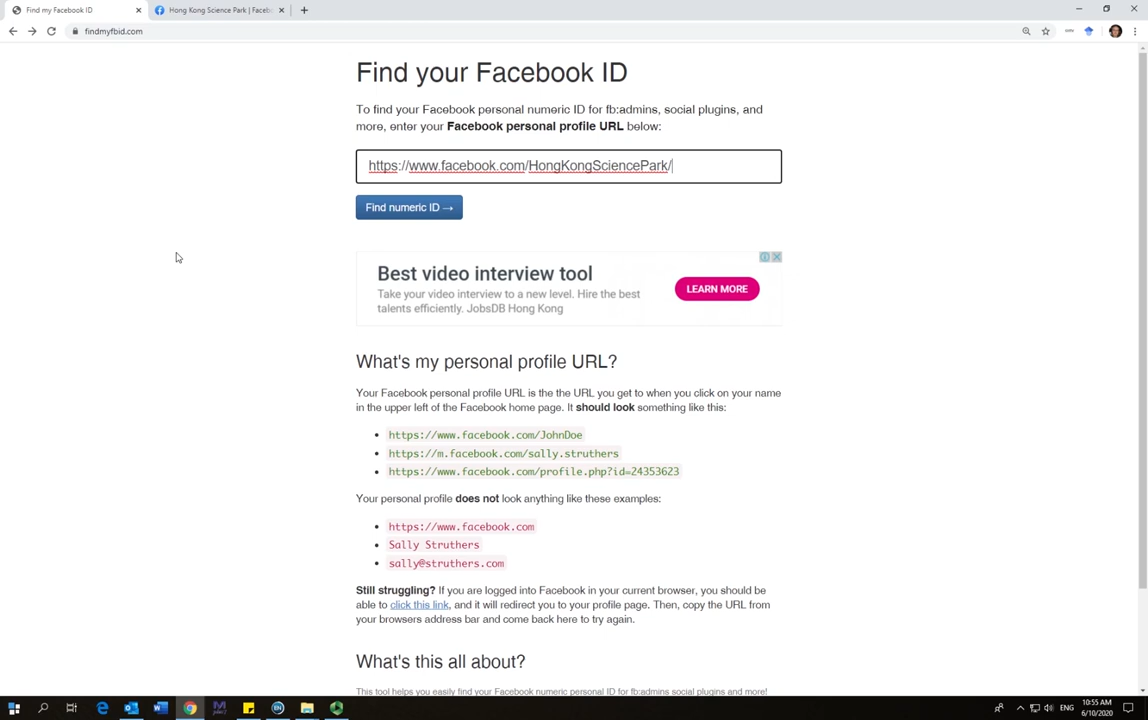 Find my Facebook ID
Hong Kong Science Park | Faceb
findmyfbid.com
Find your Facebook ID
To find your Facebook personal numeric ID for fb:admins, social plugins, and
more, enter your Facebook personal profile URL below:
https://www.facebook.com/HongKongSciencePark/
Find numeric ID →
Best video interview tool
Take your video interview to a new level. Hire the best
talents efficiently. JobsDB Hong Kong
LEARN MORE
What's my personal profile URL?
Your Facebook personal profile URL is the the URL you get to when you click on your name
in the upper left of the Facebook home page. It should look something like this:
https://www.facebook.com/JohnDoe
https://m.facebook.com/sally.struthers
https://www.facebook.com/profile.php?id=24353623
Your personal profile does not look anything like these examples:
https://www.facebook.com
Sally Struthers
sally@struthers.com
Still struggling? If you are logged into Facebook in your current browser, you should be
able to click this link, and it will redirect you to your profile page. Then, copy the URL from
your browsers address bar and come back here to try again.
What's this all about?
This tool helps you easily find your Facebook numeric personal ID for fb:admins social plugins and more!
ENG
10:55 AM
6/10/2020